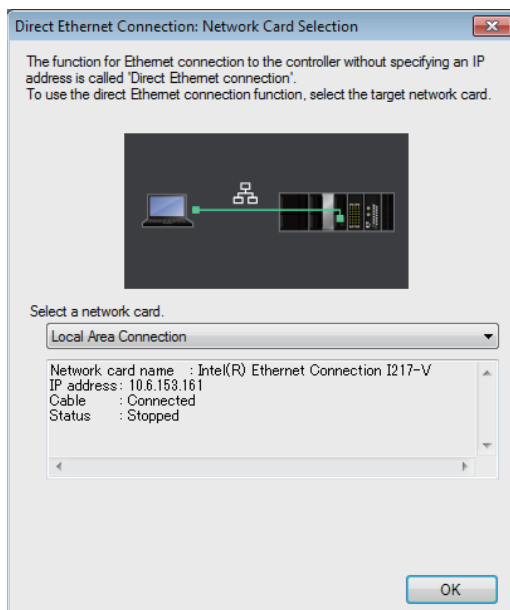 Direct Ethernet Connection: Network Card Selection
The function for Ethernet connection to the controller without specifying an IP
address is called 'Direct Ethernet connection'.
To use the direct Ethernet connection function, select the target network card.
Select a network card.
Local Area Connection
Network card name : Intel(R) Ethernet Connection I217-V
IP address : 10.6.153.161
Cable : Connected
Status : Stopped
OK